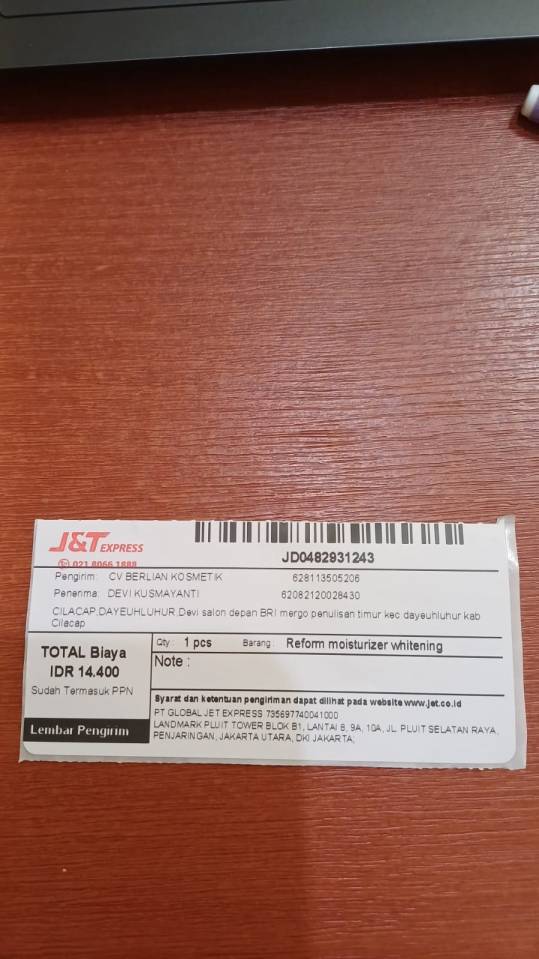 J&T EXPRESS
021 8066 1888
JD0482931243
Pengirim: CV BERLIAN KOSMETIK 628113505206
Penerima: DEVI KUSMAYANTI 62082120028430
CILACAP,DAYEUHLUHUR,Devi salon depan BRI mergo penulisan timur kec dayeuhluhur kab
Cilacap
TOTAL Biaya
IDR 14.400
Sudah Termasuk PPN
Lembar Pengirim
Qty : 1 pcs Barang : Reform moisturizer whitening
Note :
Syarat dan ketentuan pengiriman dapat dilihat pada website www.jet.co.id
PT GLOBAL JET EXPRESS 735697740041000
LANDMARK PLUIT TOWER BLOK B1, LANTAI 8, 9A, 10A, JL. PLUIT SELATAN RAYA,
PENJARINGAN, JAKARTA UTARA, DKI JAKARTA;